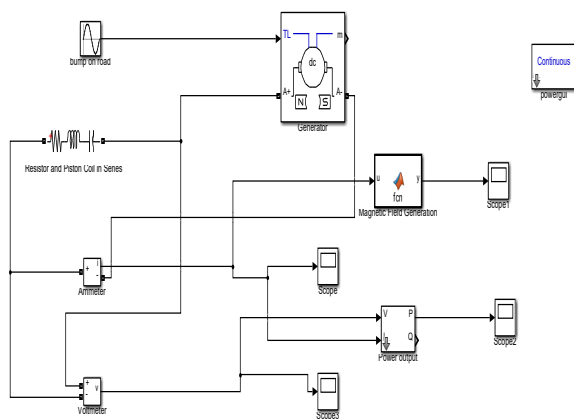 bump on road
TL
m
dc
A+
A-
N
S
Generator
Continuous
powergui
Resistor and Piston Coil in Series
u
fcn
y
Magnetic Field Generation
Scope1
+
i
-
Ammeter
Scope
V
P
I
Q
Power output
Scope2
+
v
-
Voltmeter
Scope3